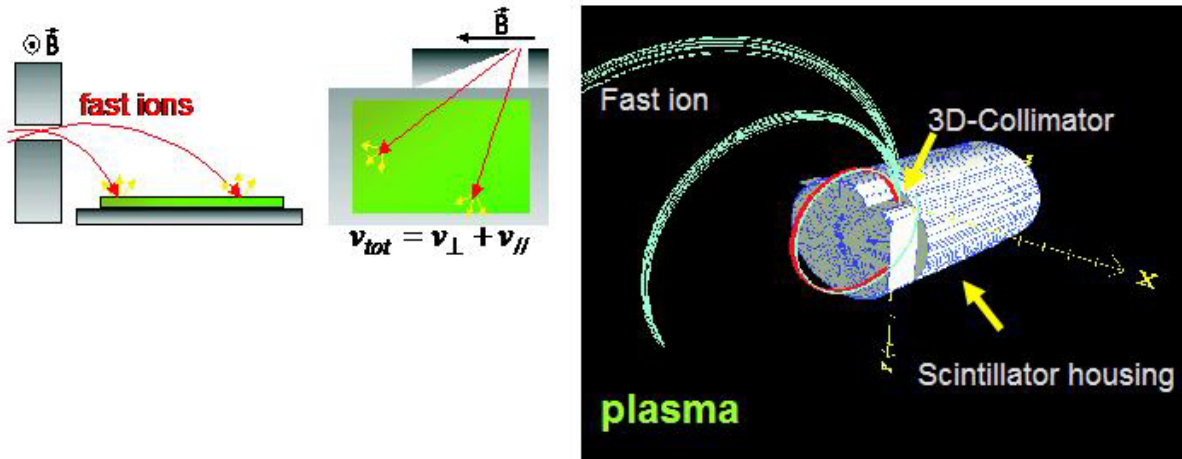 ⊙ B⃗
fast ions
B⃗
v_tot = v_⊥ + v_//
Fast ion
3D-Collimator
X
Scintillator housing
plasma